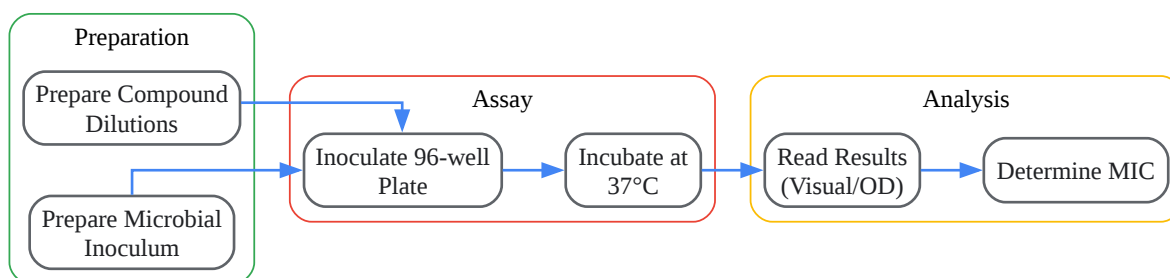 Preparation
Prepare Compound
Dilutions
Prepare Microbial
Inoculum
Assay
Inoculate 96-well
Plate
Incubate at
37°C
Analysis
Read Results
(Visual/OD)
Determine MIC